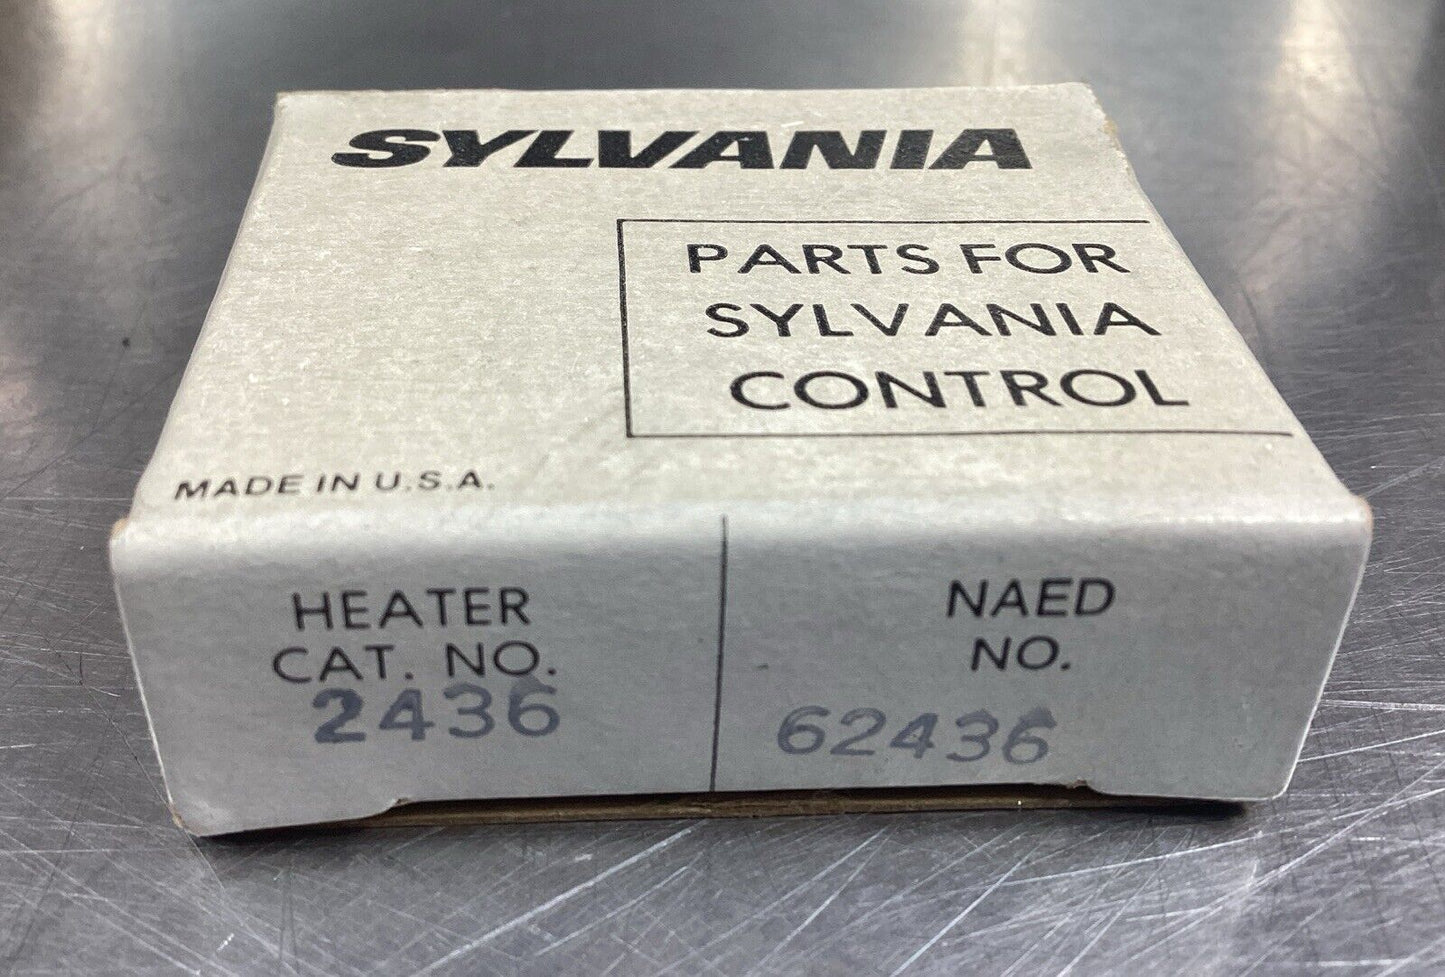 SYLVANIA
PARTS FOR
SYLVANIA
CONTROL
MADE IN U.S.A.
HEATER
CAT. NO.
2436
NAED
NO.
62436